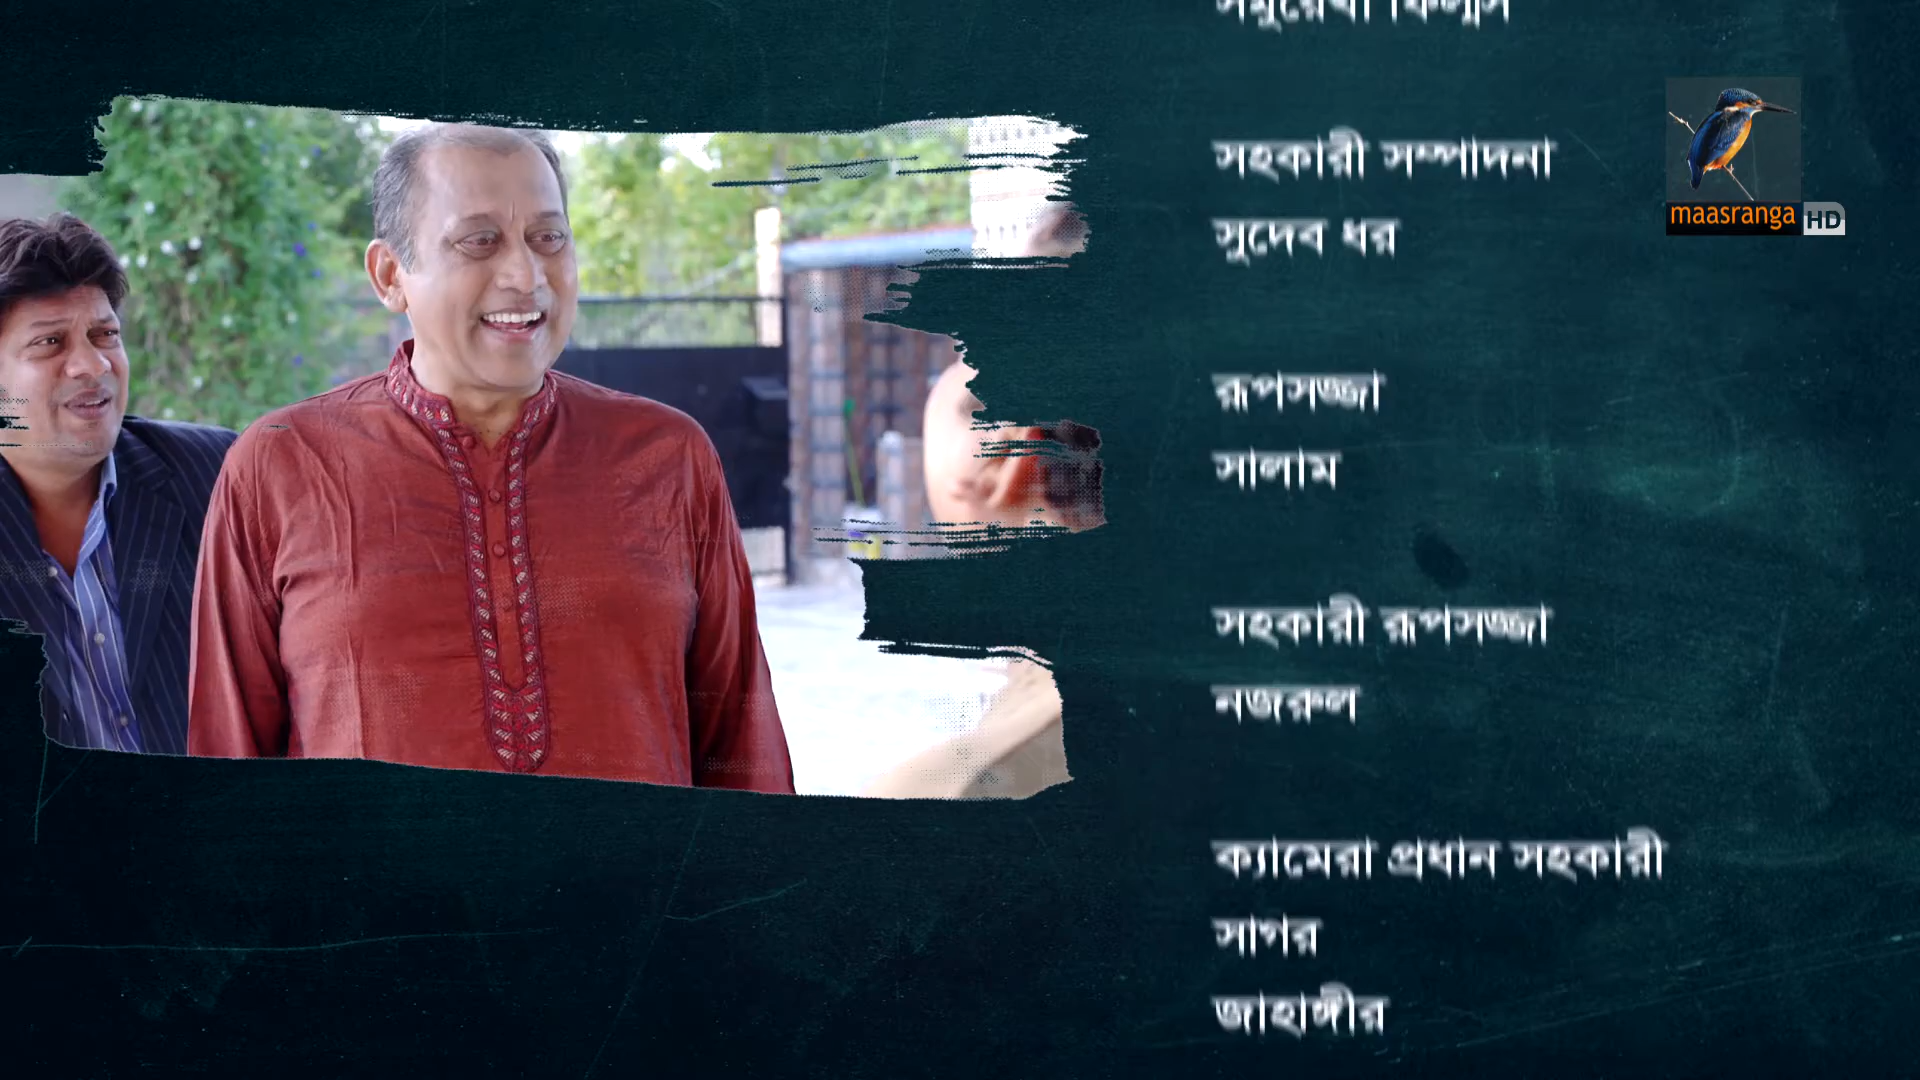 সহকারী সম্পাদনা
সুদেব ধর
রূপসজ্জা
সালাম
সহকারী রূপসজ্জা
নজরুল
ক্যামেরা প্রধান সহকারী
সাগর
জাহাঙ্গীর
maasranga HD